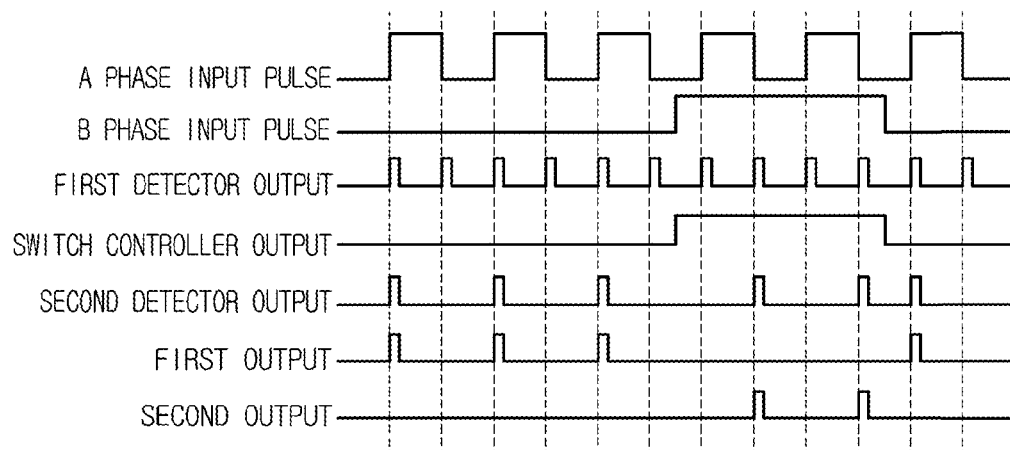 A PHASE INPUT PULSE
B PHASE INPUT PULSE
FIRST DETECTOR OUTPUT
SWITCH CONTROLLER OUTPUT
SECOND DETECTOR OUTPUT
FIRST OUTPUT
SECOND OUTPUT